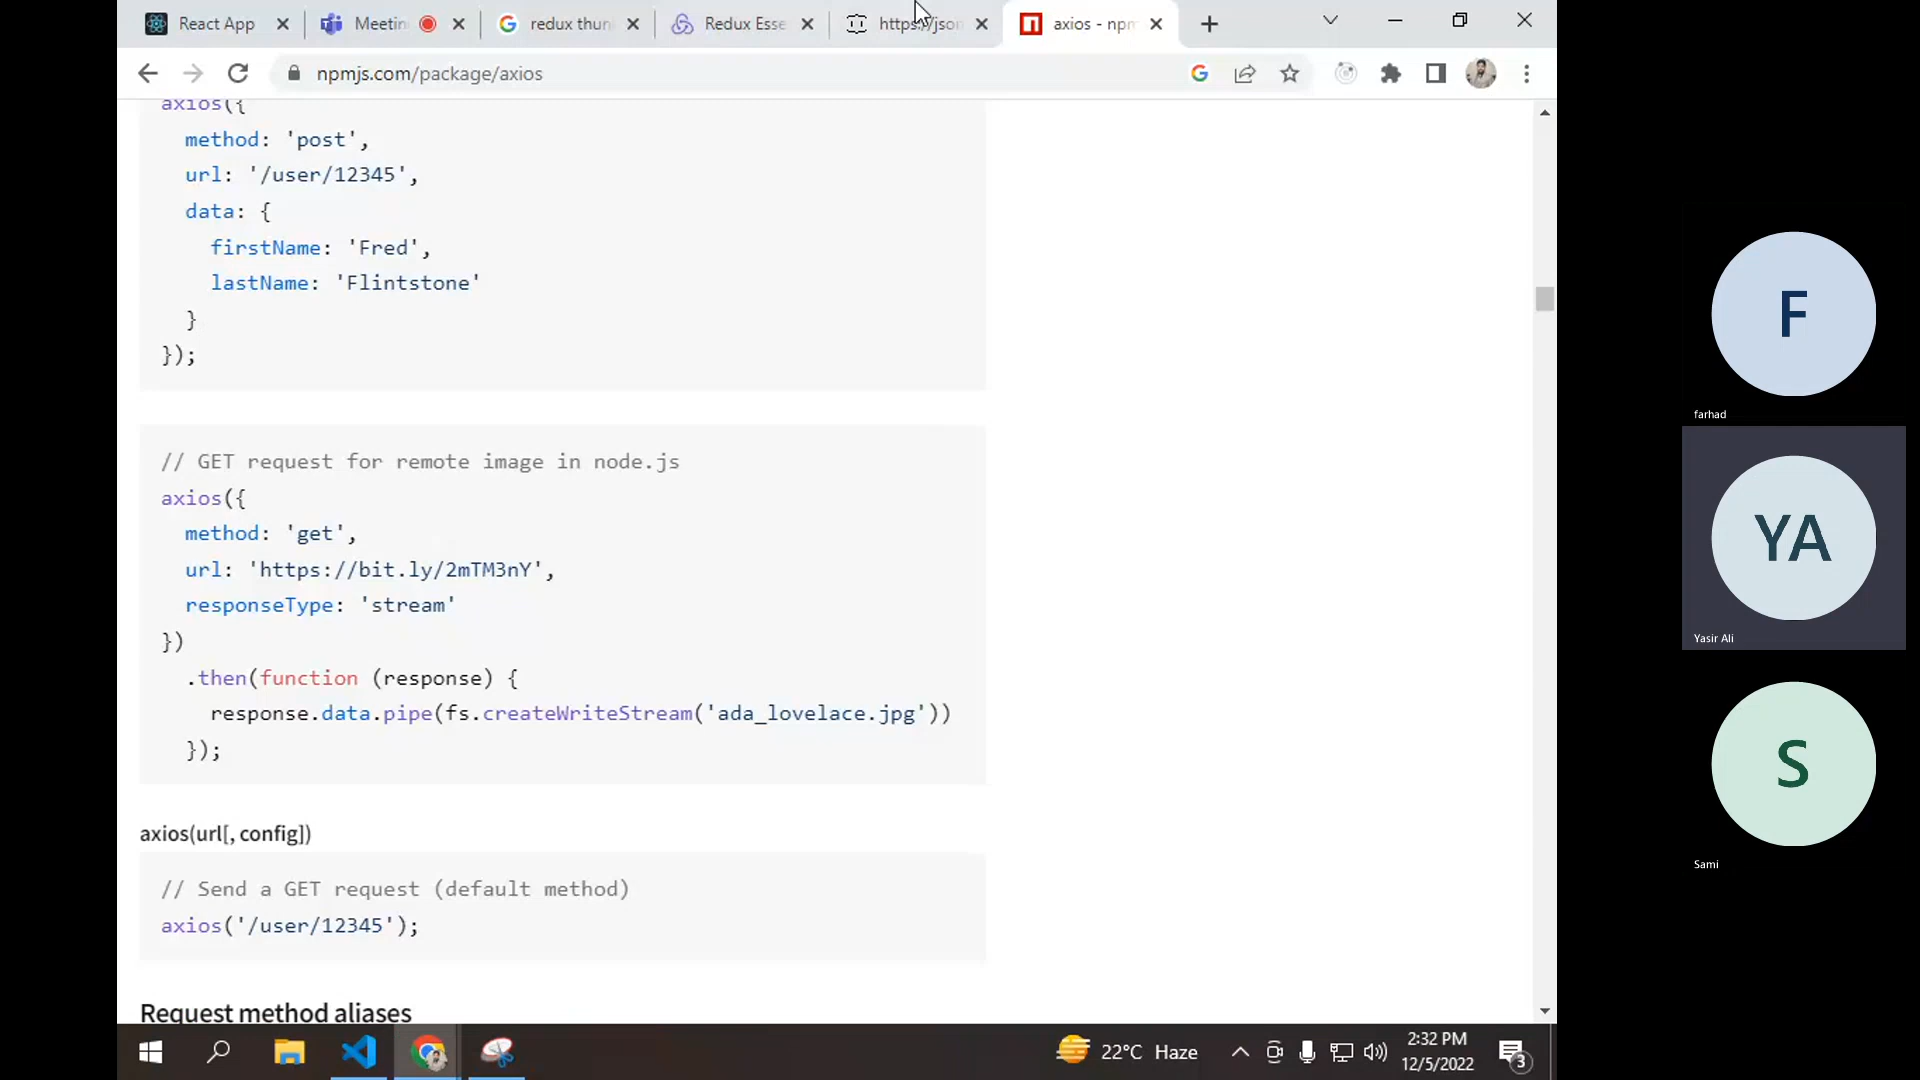 React App
Meetin
redux thun
Redux Esse
https://json
axios - npm
npmjs.com/package/axios
axios({
method: 'post',
url: '/user/12345',
data: {
firstName: 'Fred',
lastName: 'Flintstone'
}
});
// GET request for remote image in node.js
axios({
method: 'get',
url: 'https://bit.ly/2mTM3nY',
responseType: 'stream'
})
.then(function (response) {
response.data.pipe(fs.createWriteStream('ada_lovelace.jpg'))
});
axios(url[, config])
// Send a GET request (default method)
axios('/user/12345');
Request method aliases
F
farhad
YA
Yasir Ali
S
Sami
22°C Haze
2:32 PM
12/5/2022
3